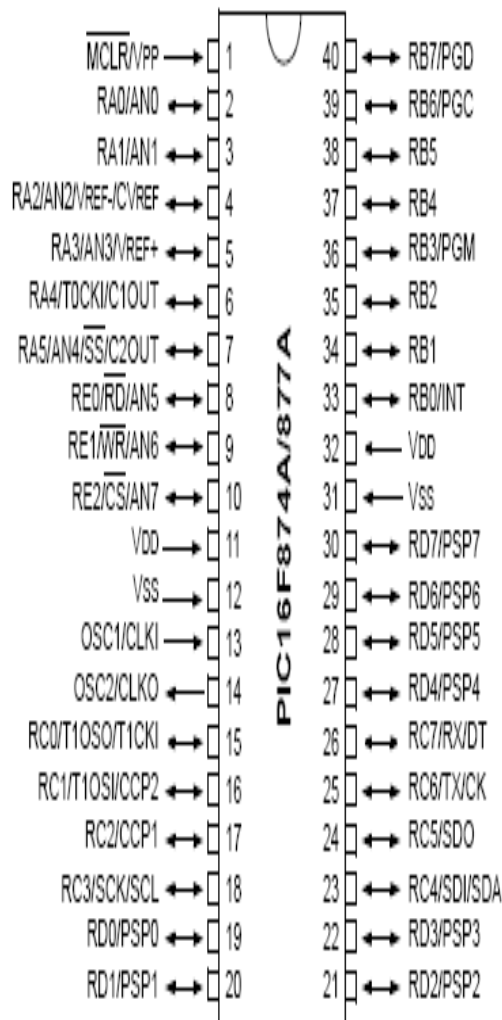 MCLR/VPP 1 40 RB7/PGD
RA0/AN0 2 39 RB6/PGC
RA1/AN1 3 38 RB5
RA2/AN2/VREF-/CVREF 4 37 RB4
RA3/AN3/VREF+ 5 36 RB3/PGM
RA4/T0CKI/C1OUT 6 35 RB2
RA5/AN4/SS/C2OUT 7 34 RB1
RE0/RD/AN5 8 33 RB0/INT
RE1/WR/AN6 9 32 VDD
RE2/CS/AN7 10 31 VSS
VDD 11 30 RD7/PSP7
VSS 12 29 RD6/PSP6
OSC1/CLKI 13 28 RD5/PSP5
OSC2/CLKO 14 27 RD4/PSP4
RC0/T1OSO/T1CKI 15 26 RC7/RX/DT
RC1/T1OSI/CCP2 16 25 RC6/TX/CK
RC2/CCP1 17 24 RC5/SDO
RC3/SCK/SCL 18 23 RC4/SDI/SDA
RD0/PSP0 19 22 RD3/PSP3
RD1/PSP1 20 21 RD2/PSP2
PIC16F874A/877A